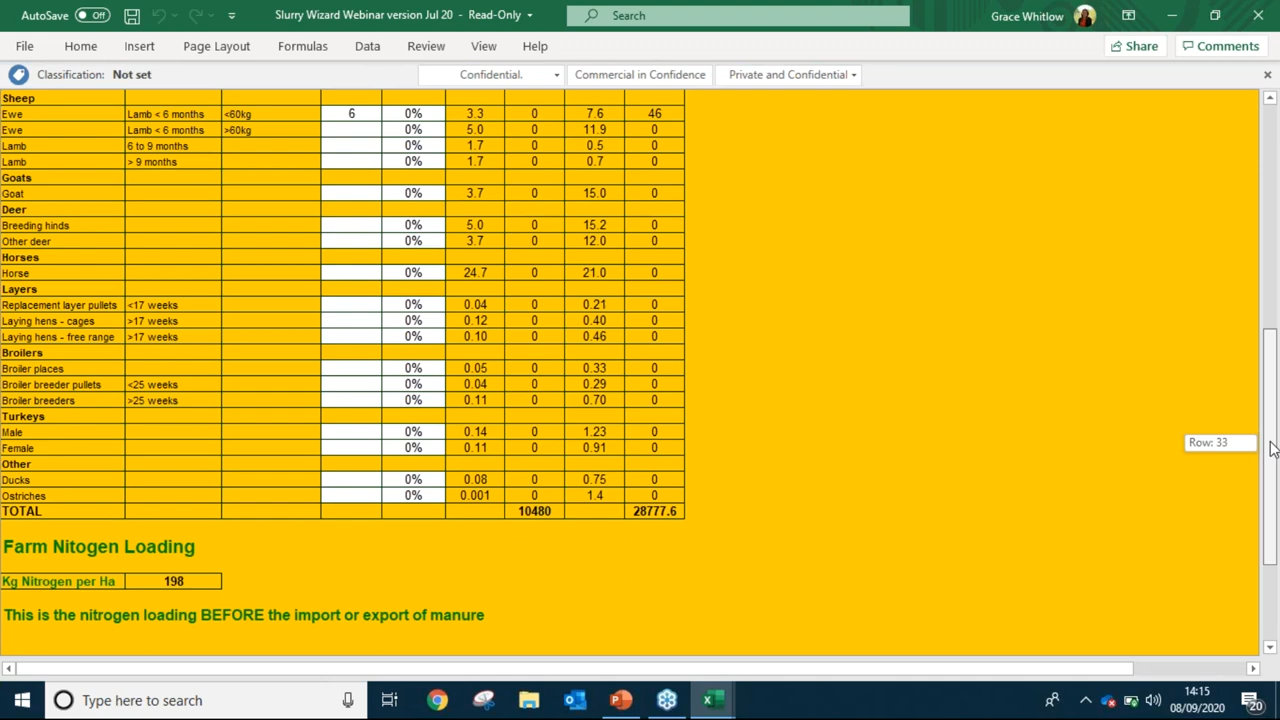 AutoSave Off Slurry Wizard Webinar version Jul 20 - Read-Only Search Grace Whitlow
File Home Insert Page Layout Formulas Data Review View Help Share Comments
Classification: Not set Confidential. Commercial in Confidence Private and Confidential
Sheep
Ewe Lamb < 6 months <60kg 6 0% 3.3 0 7.6 46
Ewe Lamb < 6 months >60kg 0% 5.0 0 11.9 0
Lamb 6 to 9 months 0% 1.7 0 0.5 0
Lamb > 9 months 0% 1.7 0 0.7 0
Goats
Goat 0% 3.7 0 15.0 0
Deer
Breeding hinds 0% 5.0 0 15.2 0
Other deer 0% 3.7 0 12.0 0
Horses
Horse 0% 24.7 0 21.0 0
Layers
Replacement layer pullets <17 weeks 0% 0.04 0 0.21 0
Laying hens - cages >17 weeks 0% 0.12 0 0.40 0
Laying hens - free range >17 weeks 0% 0.10 0 0.46 0
Broilers
Broiler places 0% 0.05 0 0.33 0
Broiler breeder pullets <25 weeks 0% 0.04 0 0.29 0
Broiler breeders >25 weeks 0% 0.11 0 0.70 0
Turkeys
Male 0% 0.14 0 1.23 0
Female 0% 0.11 0 0.91 0
Row: 33
Other
Ducks 0% 0.08 0 0.75 0
Ostriches 0% 0.001 0 1.4 0
TOTAL 10480 28777.6
Farm Nitogen Loading
Kg Nitrogen per Ha 198
This is the nitrogen loading BEFORE the import or export of manure
Type here to search 14:15
08/09/2020 20